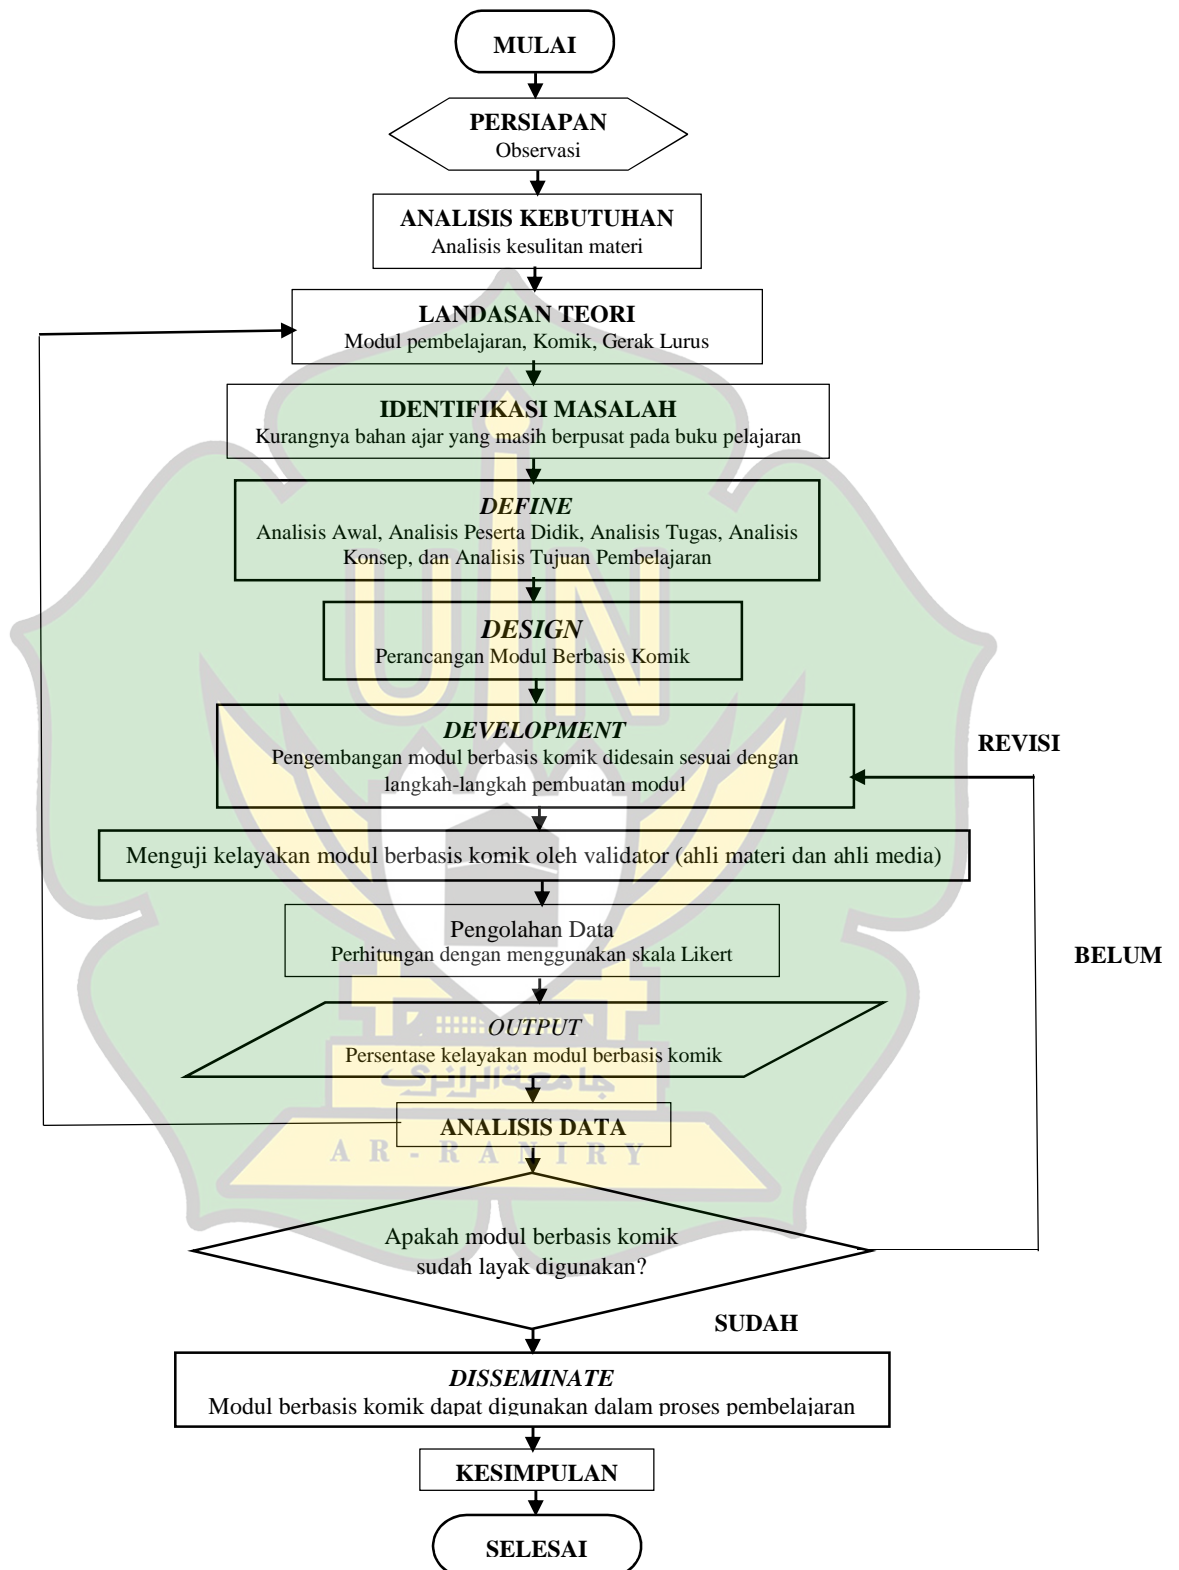 MULAI
PERSIAPAN
Observasi
ANALISIS KEBUTUHAN
Analisis kesulitan materi
LANDASAN TEORI
Modul pembelajaran, Komik, Gerak Lurus
IDENTIFIKASI MASALAH
Kurangnya bahan ajar yang masih berpusat pada buku pelajaran
DEFINE
Analisis Awal, Analisis Peserta Didik, Analisis Tugas, Analisis
Konsep, dan Analisis Tujuan Pembelajaran
UIN
DESIGN
Perancangan Modul Berbasis Komik
DEVELOPMENT
Pengembangan modul berbasis komik didesain sesuai dengan
langkah-langkah pembuatan modul
REVISI
Menguji kelayakan modul berbasis komik oleh validator (ahli materi dan ahli media)
Pengolahan Data
Perhitungan dengan menggunakan skala Likert
BELUM
OUTPUT
Persentase kelayakan modul berbasis komik
جامعة الرانري
ANALISIS DATA
AR-RANIRY
Apakah modul berbasis komik
sudah layak digunakan?
SUDAH
DISSEMINATE
Modul berbasis komik dapat digunakan dalam proses pembelajaran
KESIMPULAN
SELESAI